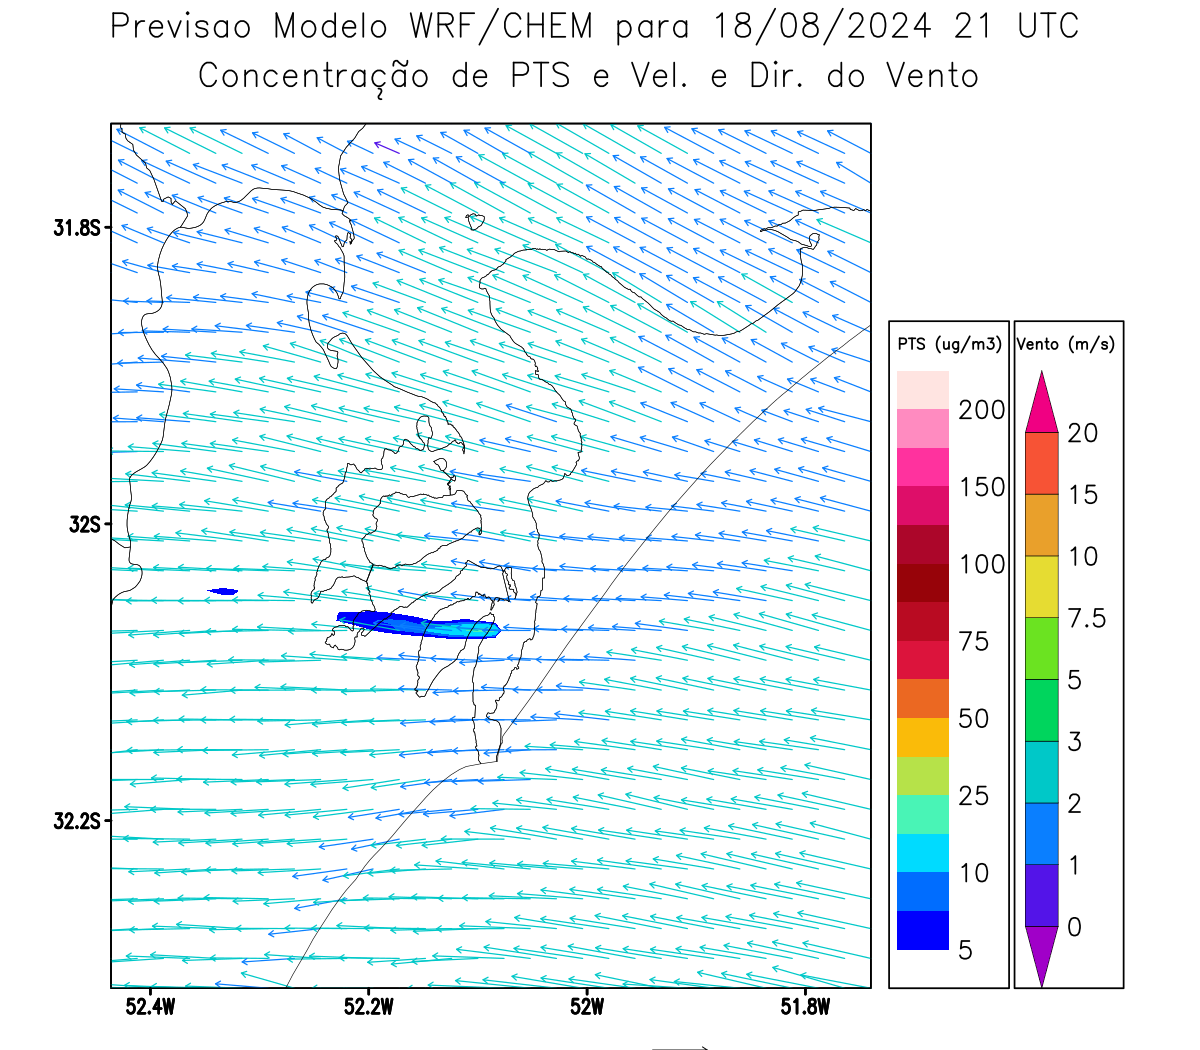 Previsao Modelo WRF/CHEM para 18/08/2024 21 UTC
Concentração de PTS e Vel. e Dir. do Vento
31.8S
32S
32.2S
52.4W
52.2W
52W
51.8W
PTS (ug/m3)
200
150
100
75
50
25
10
5
Vento (m/s)
20
15
10
7.5
5
3
2
1
0